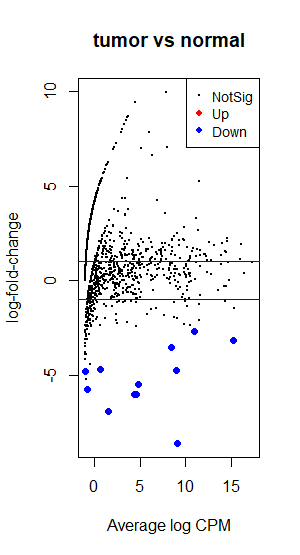 tumor vs normal
NotSig
Up
Down
10
5
0
-5
log-fold-change
0
5
10
15
Average log CPM